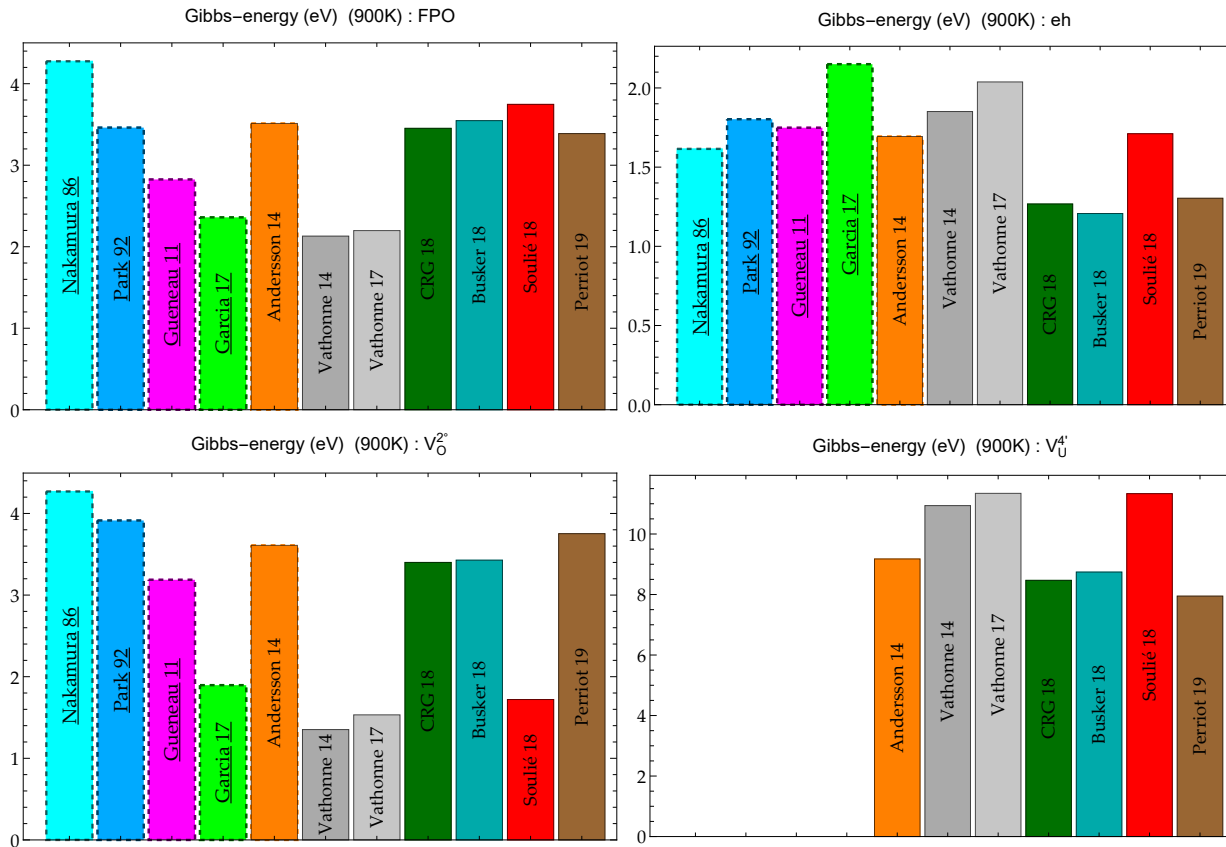 Gibbs-energy (eV) (900K) : FPO
4
3
2
1
0
Nakamura 86
Park 92
Gueneau 11
Garcia 17
Andersson 14
Vathonne 14
Vathonne 17
CRG 18
Busker 18
Soulié 18
Perriot 19
Gibbs-energy (eV) (900K) : eh
2.0
1.5
1.0
0.5
0.0
Nakamura 86
Park 92
Gueneau 11
Garcia 17
Andersson 14
Vathonne 14
Vathonne 17
CRG 18
Busker 18
Soulié 18
Perriot 19
Gibbs-energy (eV) (900K) : V_O^{2°}
4
3
2
1
0
Nakamura 86
Park 92
Gueneau 11
Garcia 17
Andersson 14
Vathonne 14
Vathonne 17
CRG 18
Busker 18
Soulié 18
Perriot 19
Gibbs-energy (eV) (900K) : V_U^{4'}
10
8
6
4
2
0
Andersson 14
Vathonne 14
Vathonne 17
CRG 18
Busker 18
Soulié 18
Perriot 19